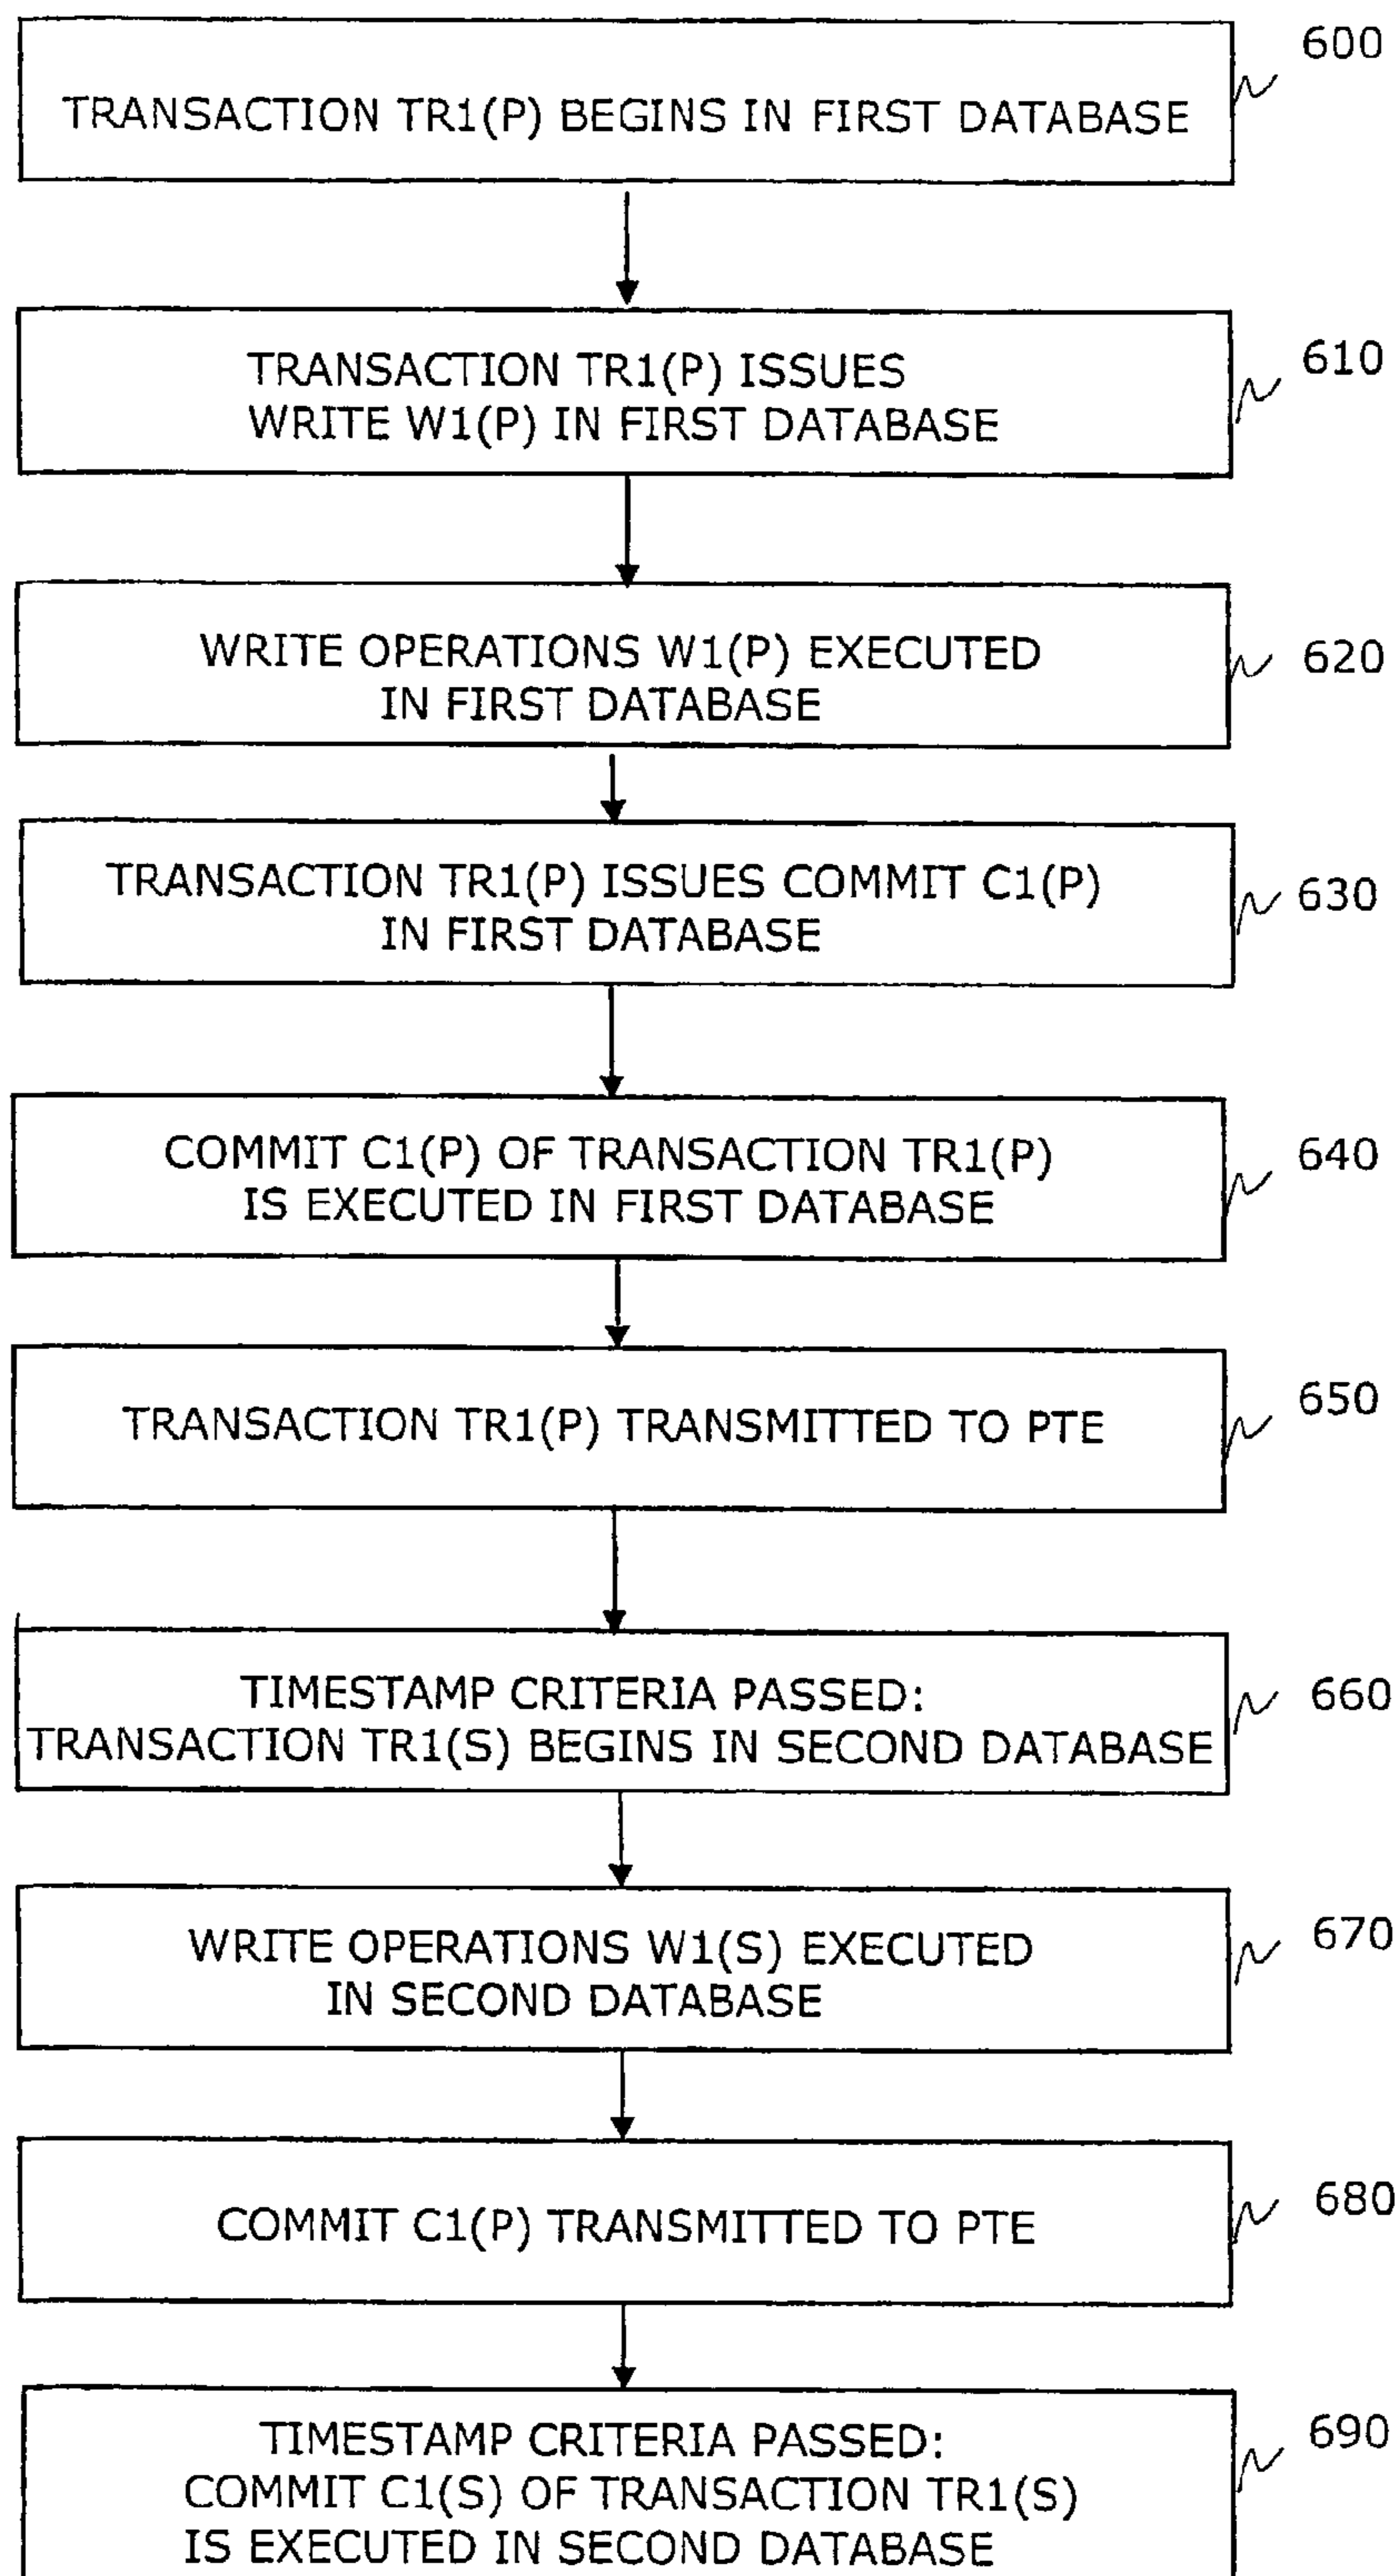 600
TRANSACTION TR1(P) BEGINS IN FIRST DATABASE
TRANSACTION TR1(P) ISSUES
WRITE W1(P) IN FIRST DATABASE
610
WRITE OPERATIONS W1(P) EXECUTED
IN FIRST DATABASE
620
TRANSACTION TR1(P) ISSUES COMMIT C1(P)
IN FIRST DATABASE
630
COMMIT C1(P) OF TRANSACTION TR1(P)
IS EXECUTED IN FIRST DATABASE
640
TRANSACTION TR1(P) TRANSMITTED TO PTE
650
TIMESTAMP CRITERIA PASSED:
TRANSACTION TR1(S) BEGINS IN SECOND DATABASE
660
WRITE OPERATIONS W1(S) EXECUTED
IN SECOND DATABASE
670
COMMIT C1(P) TRANSMITTED TO PTE
680
TIMESTAMP CRITERIA PASSED:
COMMIT C1(S) OF TRANSACTION TR1(S)
IS EXECUTED IN SECOND DATABASE
690